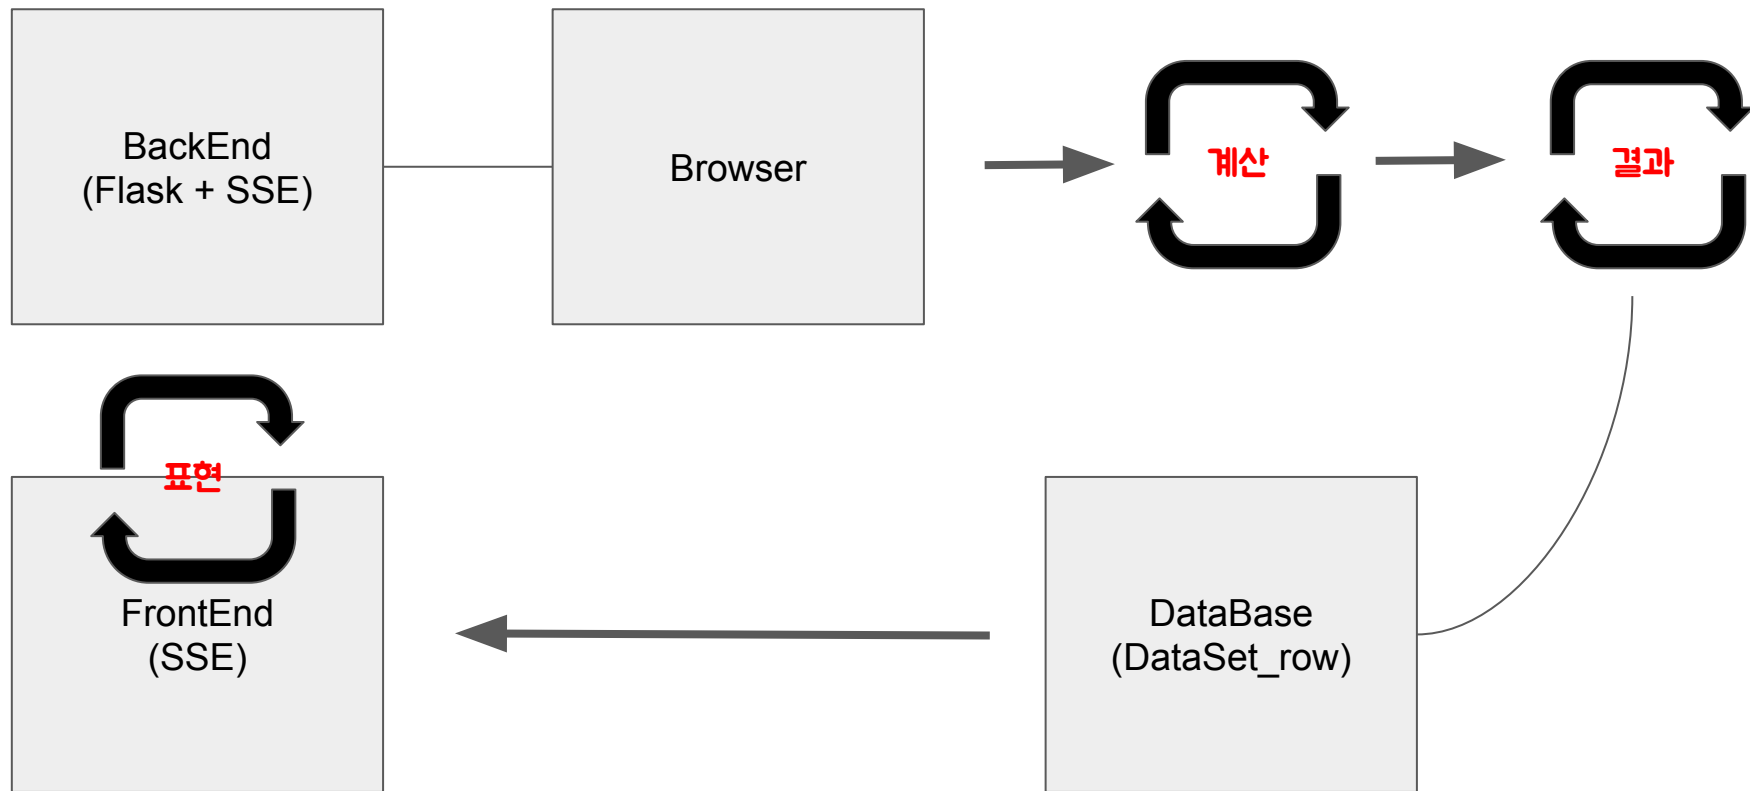 BackEnd
(Flask + SSE)
Browser
계산
결과
표현
FrontEnd
(SSE)
DataBase
(DataSet_row)